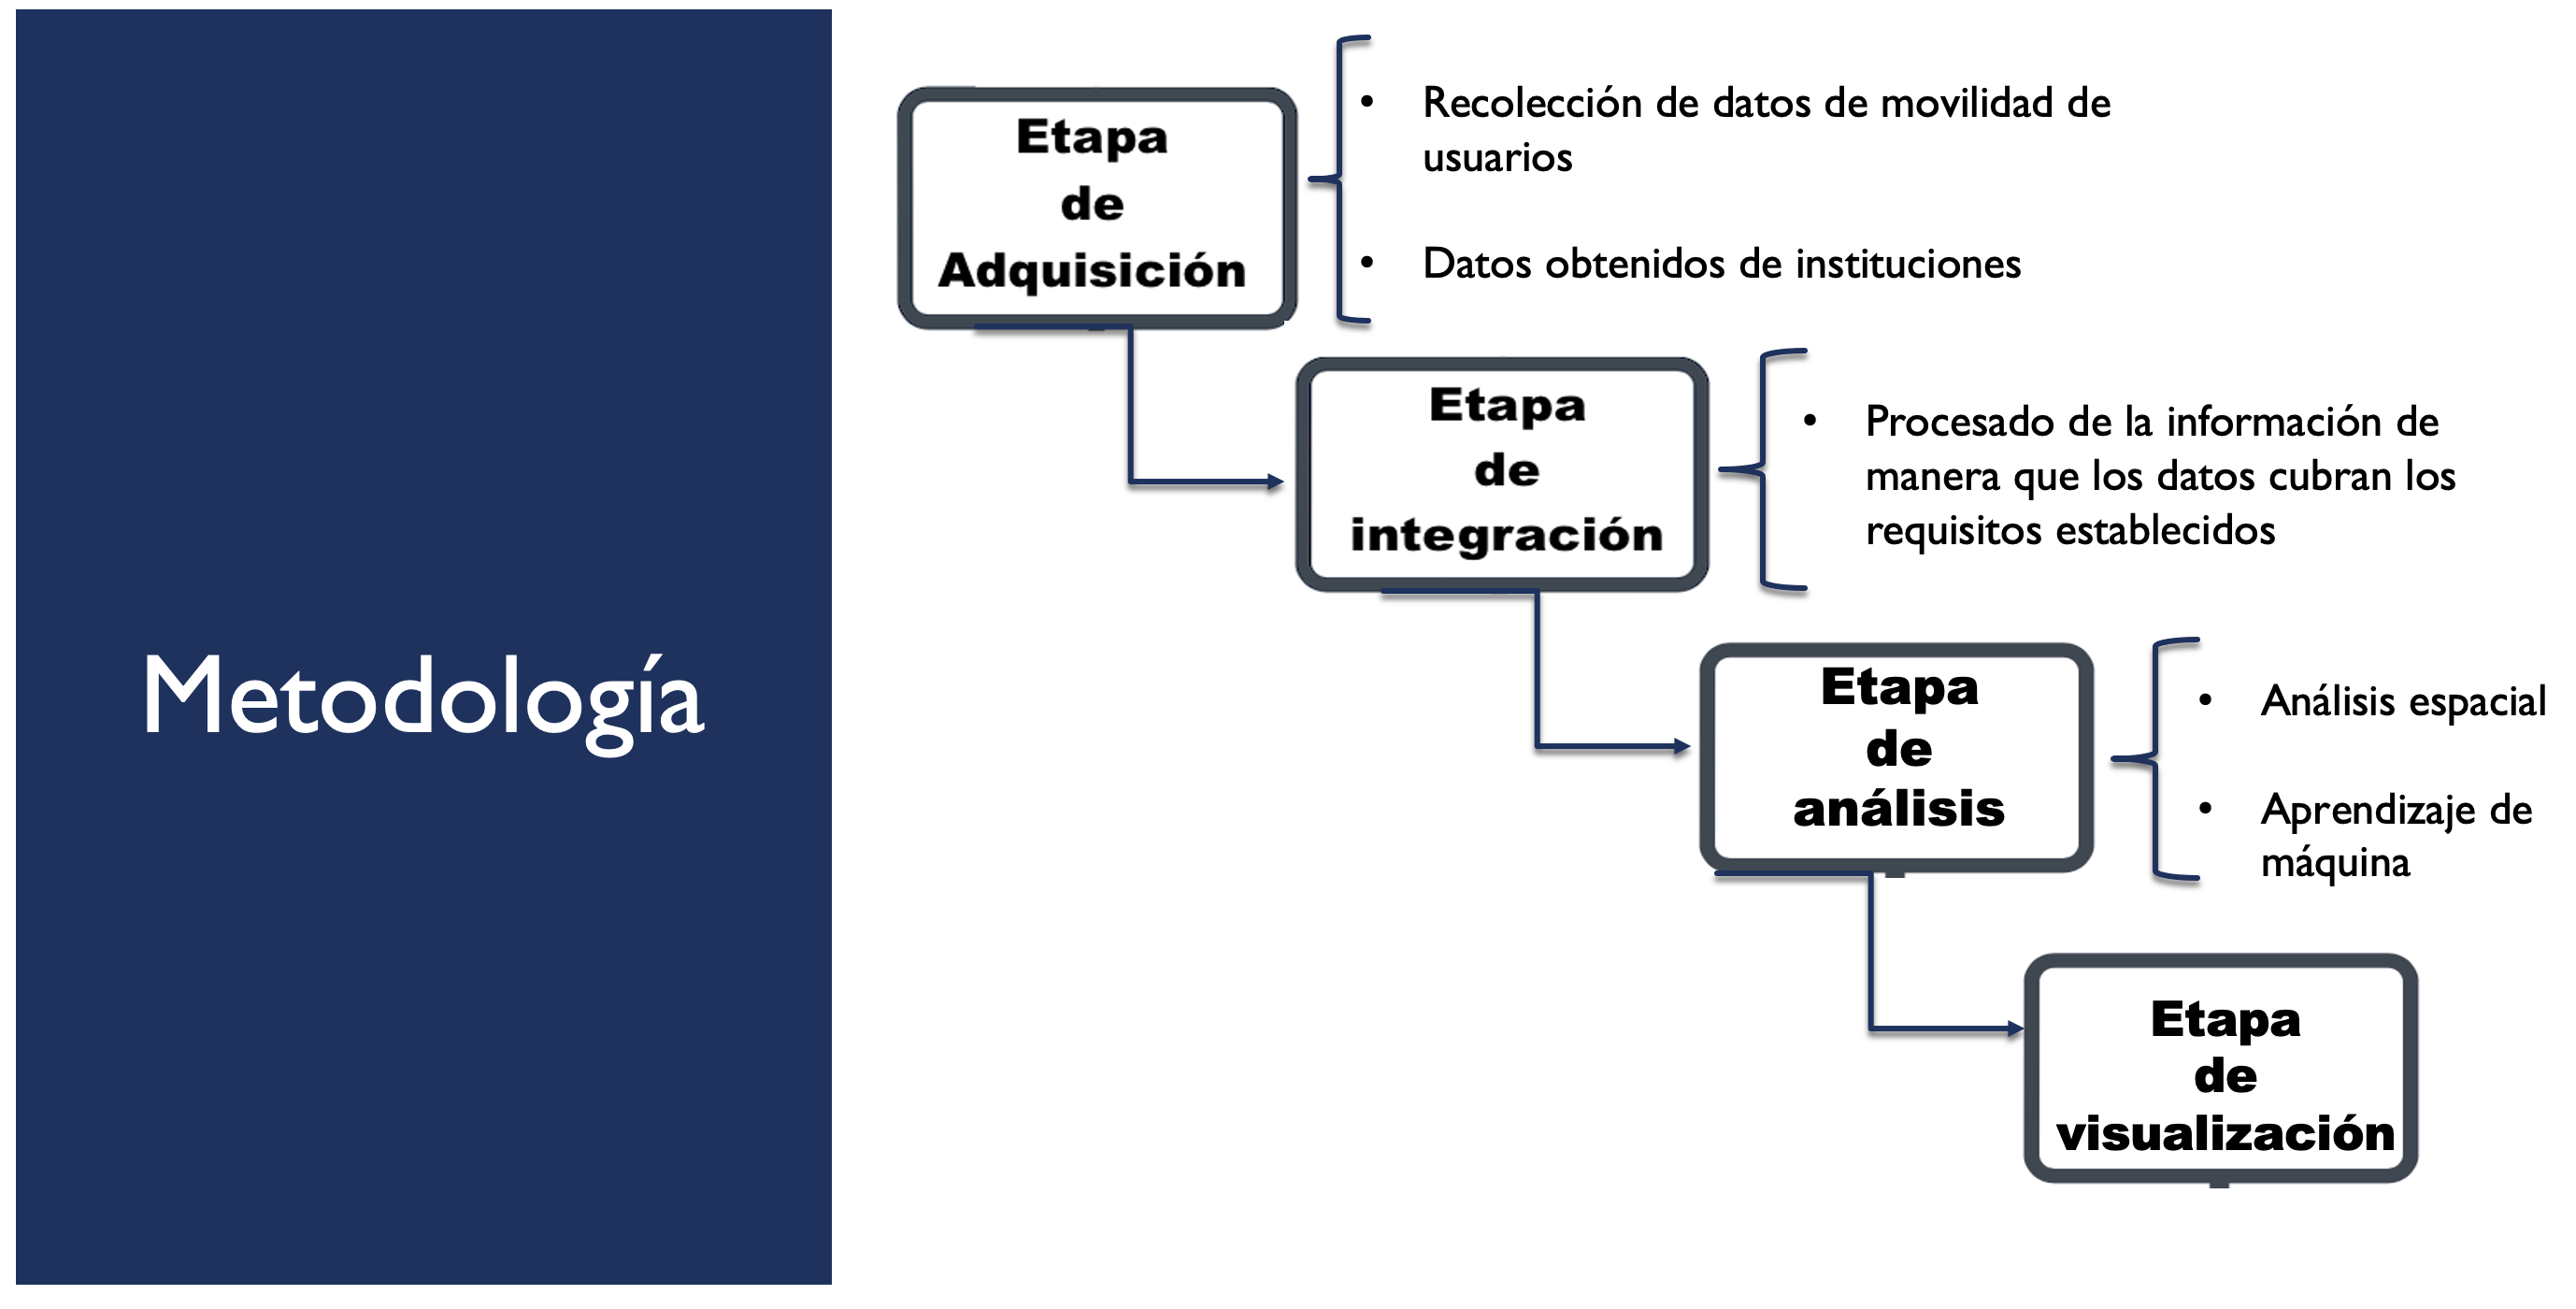 Metodología
Etapa
de
Adquisición
• Recolección de datos de movilidad de
usuarios
• Datos obtenidos de instituciones
Etapa
de
integración
• Procesado de la información de
manera que los datos cubran los
requisitos establecidos
Etapa
de
análisis
• Análisis espacial
• Aprendizaje de
máquina
Etapa
de
visualización